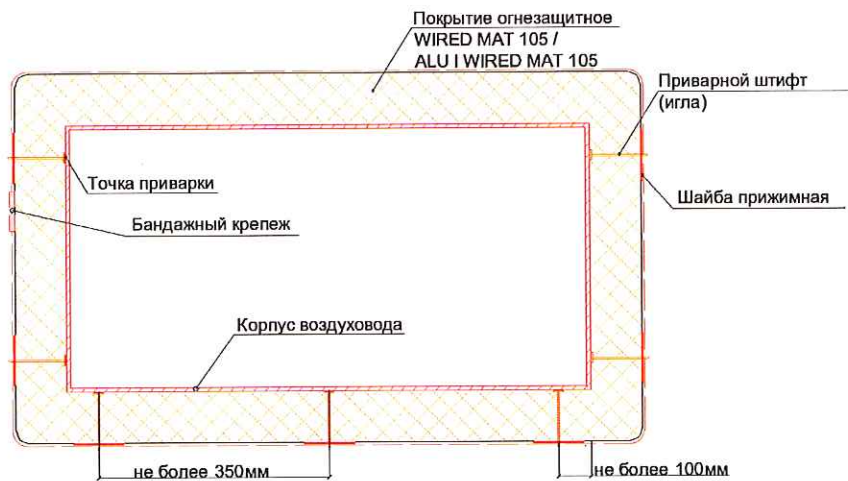 Покрытие огнезащитное
WIRED MAT 105 /
ALU I WIRED MAT 105
Приварной штифт
(игла)
Точка приварки
Шайба прижимная
Бандажный крепеж
Корпус воздуховода
не более 350мм
не более 100мм